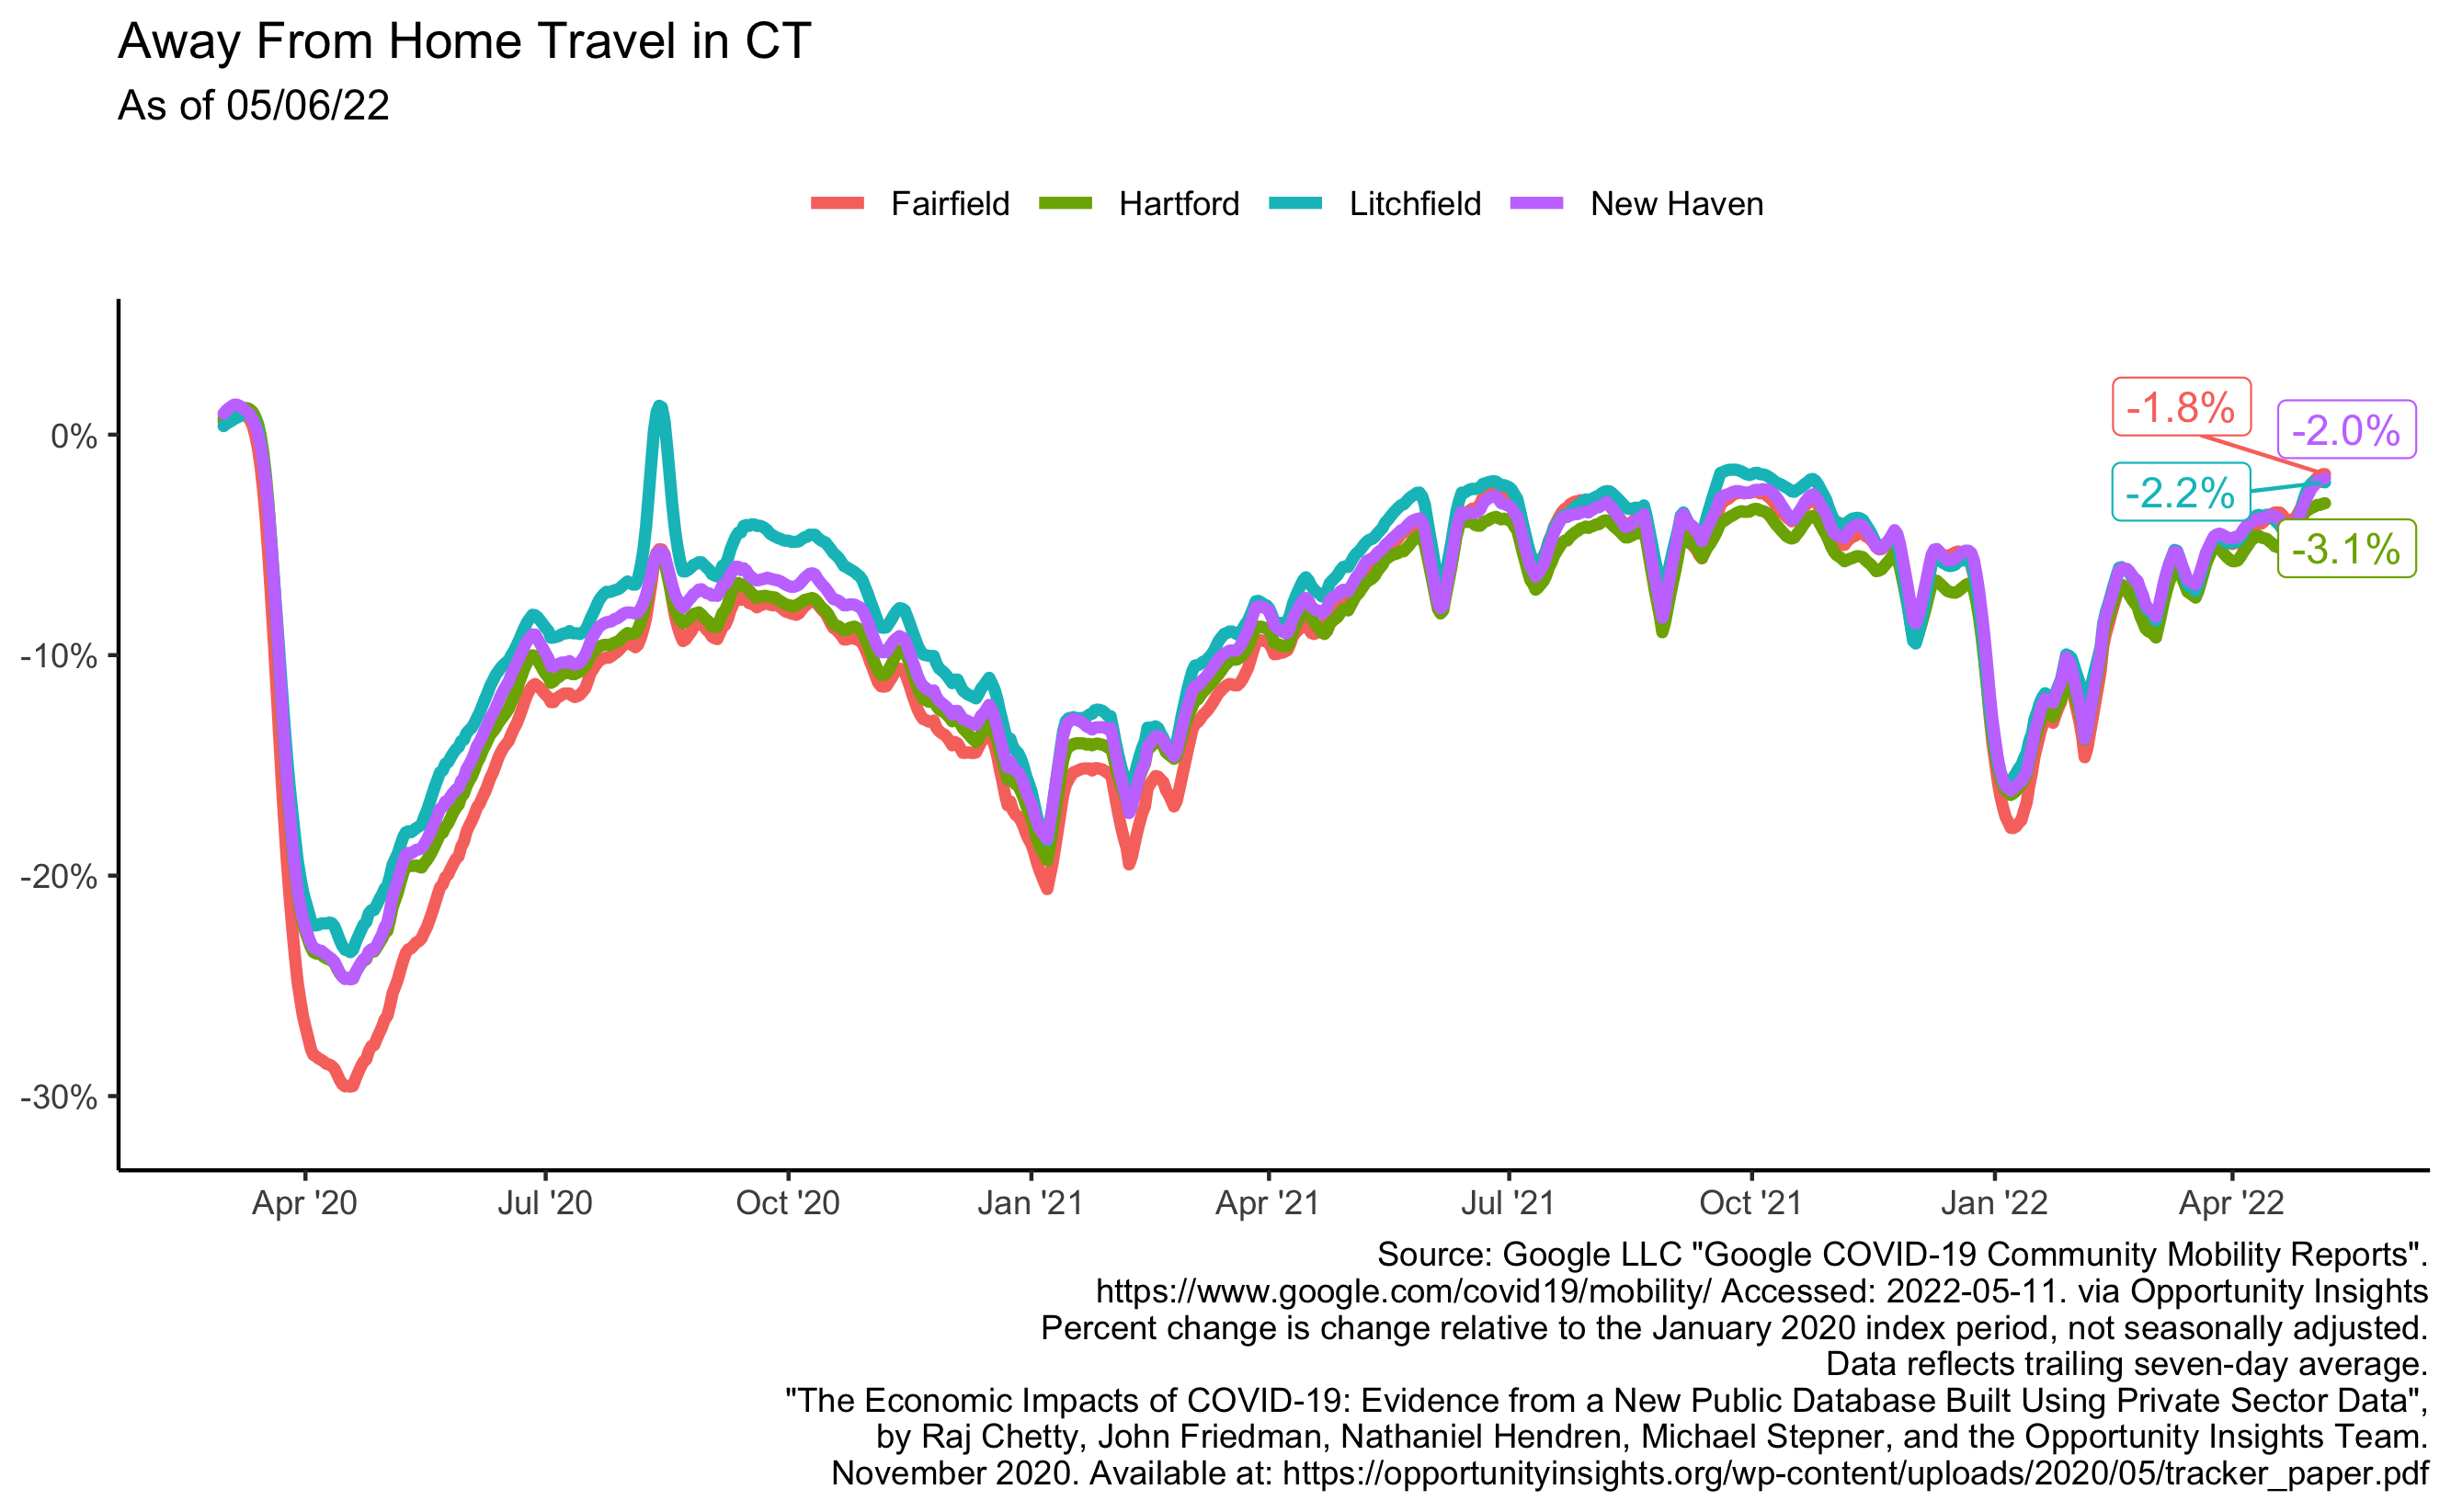 Away From Home Travel in CT
As of 05/06/22
Fairfield Hartford Litchfield New Haven
-1.8%
-2.0%
0%
-2.2%
-3.1%
-10%
-20%
-30%
Apr '20 Jul '20 Oct '20 Jan '21 Apr '21 Jul '21 Oct '21 Jan '22 Apr '22
Source: Google LLC "Google COVID-19 Community Mobility Reports".
https://www.google.com/covid19/mobility/ Accessed: 2022-05-11. via Opportunity Insights
Percent change is change relative to the January 2020 index period, not seasonally adjusted.
Data reflects trailing seven-day average.
"The Economic Impacts of COVID-19: Evidence from a New Public Database Built Using Private Sector Data",
by Raj Chetty, John Friedman, Nathaniel Hendren, Michael Stepner, and the Opportunity Insights Team.
November 2020. Available at: https://opportunityinsights.org/wp-content/uploads/2020/05/tracker_paper.pdf